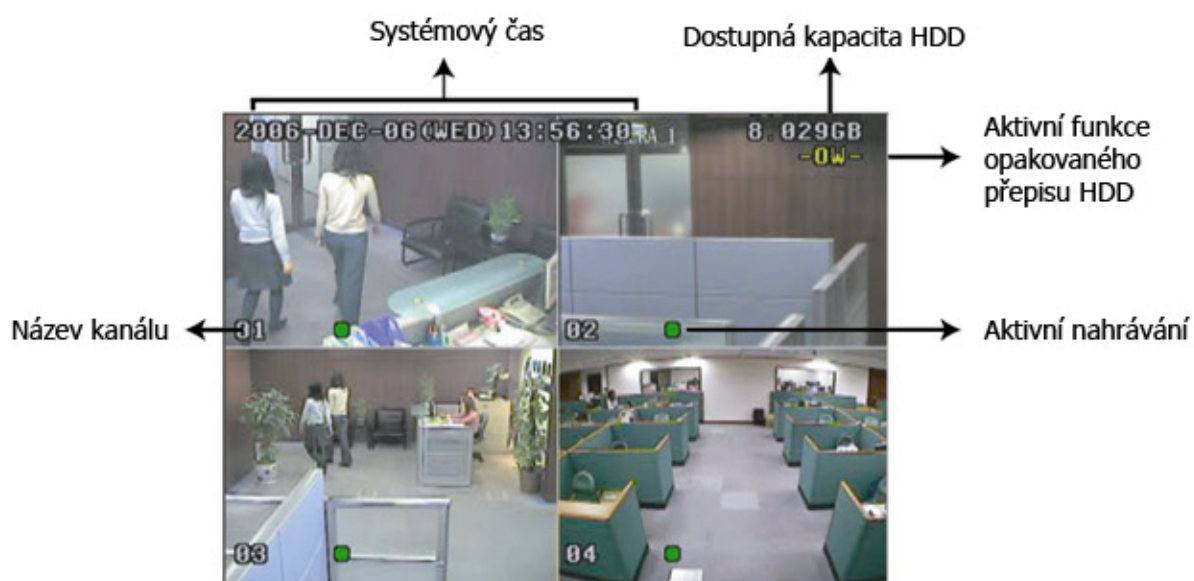 Systémový čas
Dostupná kapacita HDD
2006-DEC-06(WED)13:56:30
8.029GB
-OW-
Aktivní funkce
opakovaného
přepisu HDD
Název kanálu
01
02
Aktivní nahrávání
03
04